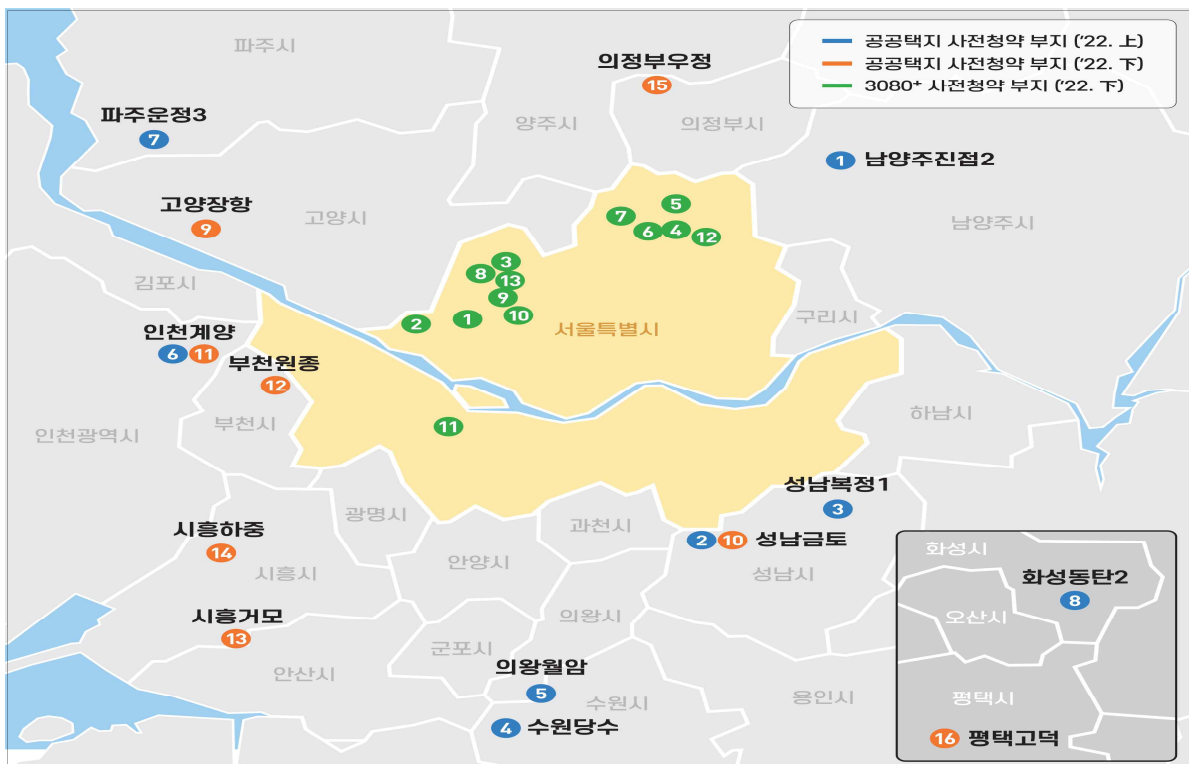 공공택지 사전청약 부지 ('22. 上)
공공택지 사전청약 부지 ('22. 下)
3080⁺ 사전청약 부지 ('22. 下)
파주시
의정부우정
15
파주운정3
7
양주시
의정부시
1 남양주진접2
고양장항
9
고양시
남양주시
5
7
6
4
12
3
8
13
9
10
1
2
김포시
서울특별시
구리시
인천계양
6 11
부천원종
12
인천광역시
부천시
11
하남시
성남복정1
3
광명시
과천시
2 10 성남금토
시흥하중
14
시흥시
안양시
성남시
화성시
화성동탄2
8
오산시
시흥거모
13
의왕시
군포시
안산시
의왕월암
5
수원시
용인시
평택시
4 수원당수
16 평택고덕